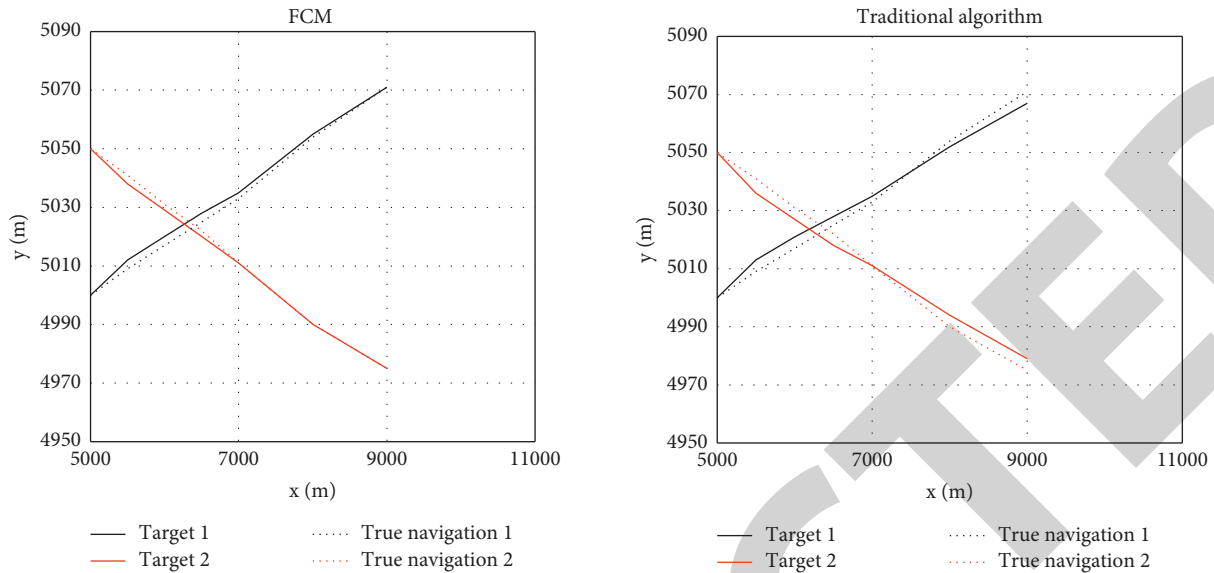 FCM
5090
5070
5050
5030
5010
4990
4970
4950
y (m)
5000 7000 9000 11000
x (m)
Target 1
Target 2
True navigation 1
True navigation 2
Traditional algorithm
5090
5070
5050
5030
5010
4990
4970
4950
y (m)
5000 7000 9000 11000
x (m)
Target 1
Target 2
True navigation 1
True navigation 2